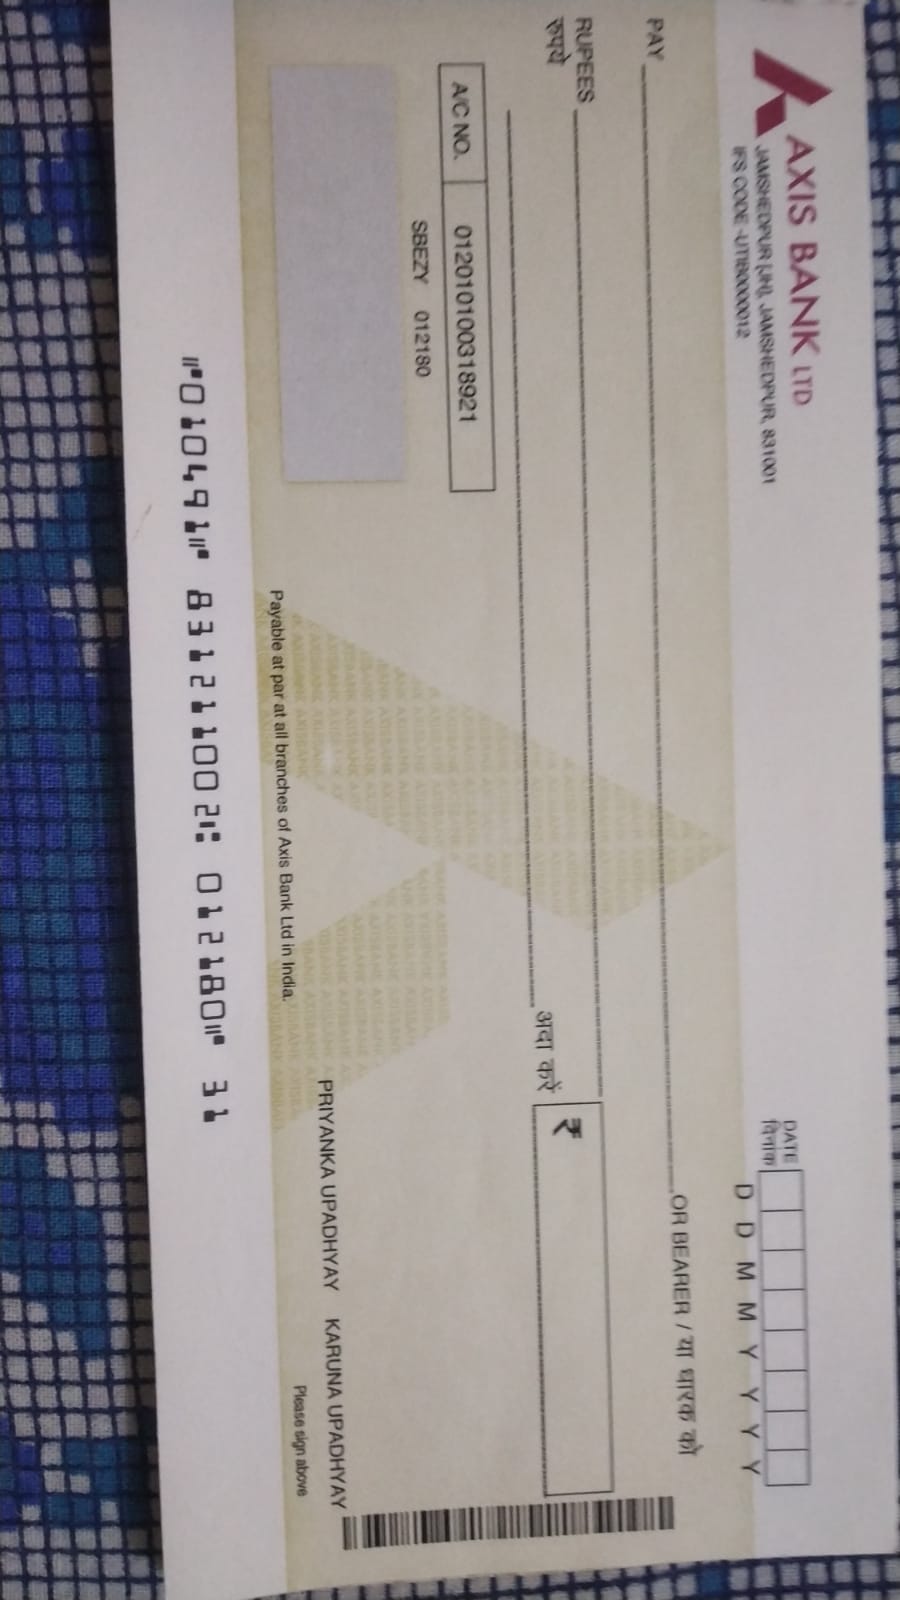 AXIS BANK LTD
JAMSHEDPUR [JH], JAMSHEDPUR, 831001
IFS CODE -UTIB0000012
DATE
दिनांक
D D M M Y Y Y Y
PAY OR BEARER / या धारक को
RUPEES
रुपये अदा करें ₹
A/C NO. 012010100318921
SBEZY 012180
PRIYANKA UPADHYAY KARUNA UPADHYAY
Please sign above
Payable at par at all branches of Axis Bank Ltd in India.
⑈010491⑈ 831211002⑆ 012180⑈ 31